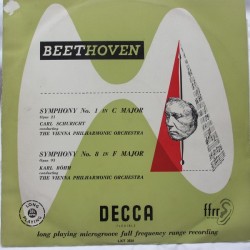 BEETHOVEN
SYMPHONY No. 1 IN C MAJOR
Opus 21
CARL SCHURICHT
conducting
THE VIENNA PHILHARMONIC ORCHESTRA
SYMPHONY No. 8 IN F MAJOR
Opus 93
KARL BÖHM
conducting
THE VIENNA PHILHARMONIC ORCHESTRA
LONG
PLAYING
DECCA
ffrr
long playing microgroove full frequency range recording